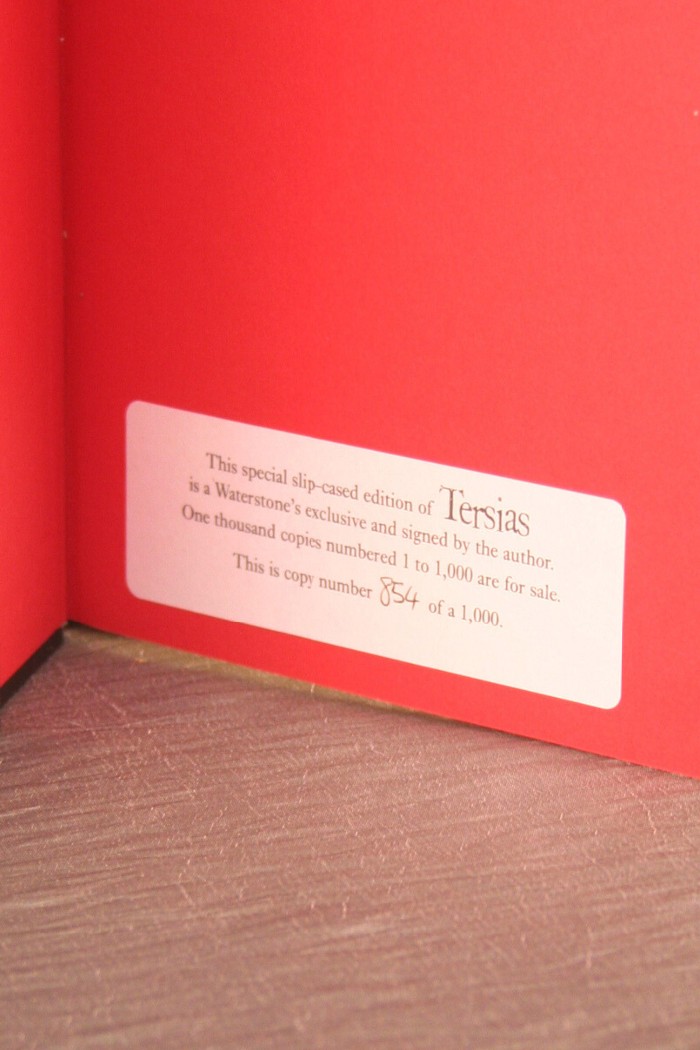 This special slip-cased edition of Tersias
is a Waterstone's exclusive and signed by the author.
One thousand copies numbered 1 to 1,000 are for sale.
This is copy number 854 of a 1,000.